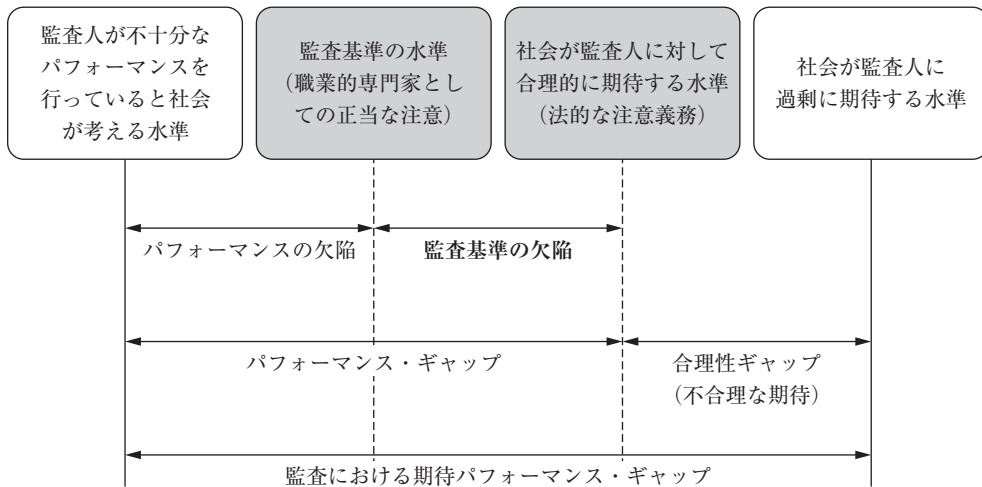 監査人が不十分な
パフォーマンスを
行っていると社会
が考える水準
監査基準の水準
（職業的専門家とし
ての正当な注意）
社会が監査人に対して
合理的に期待する水準
（法的な注意義務）
社会が監査人に
過剰に期待する水準
パフォーマンスの欠陥
監査基準の欠陥
パフォーマンス・ギャップ
合理性ギャップ
（不合理な期待）
監査における期待パフォーマンス・ギャップ